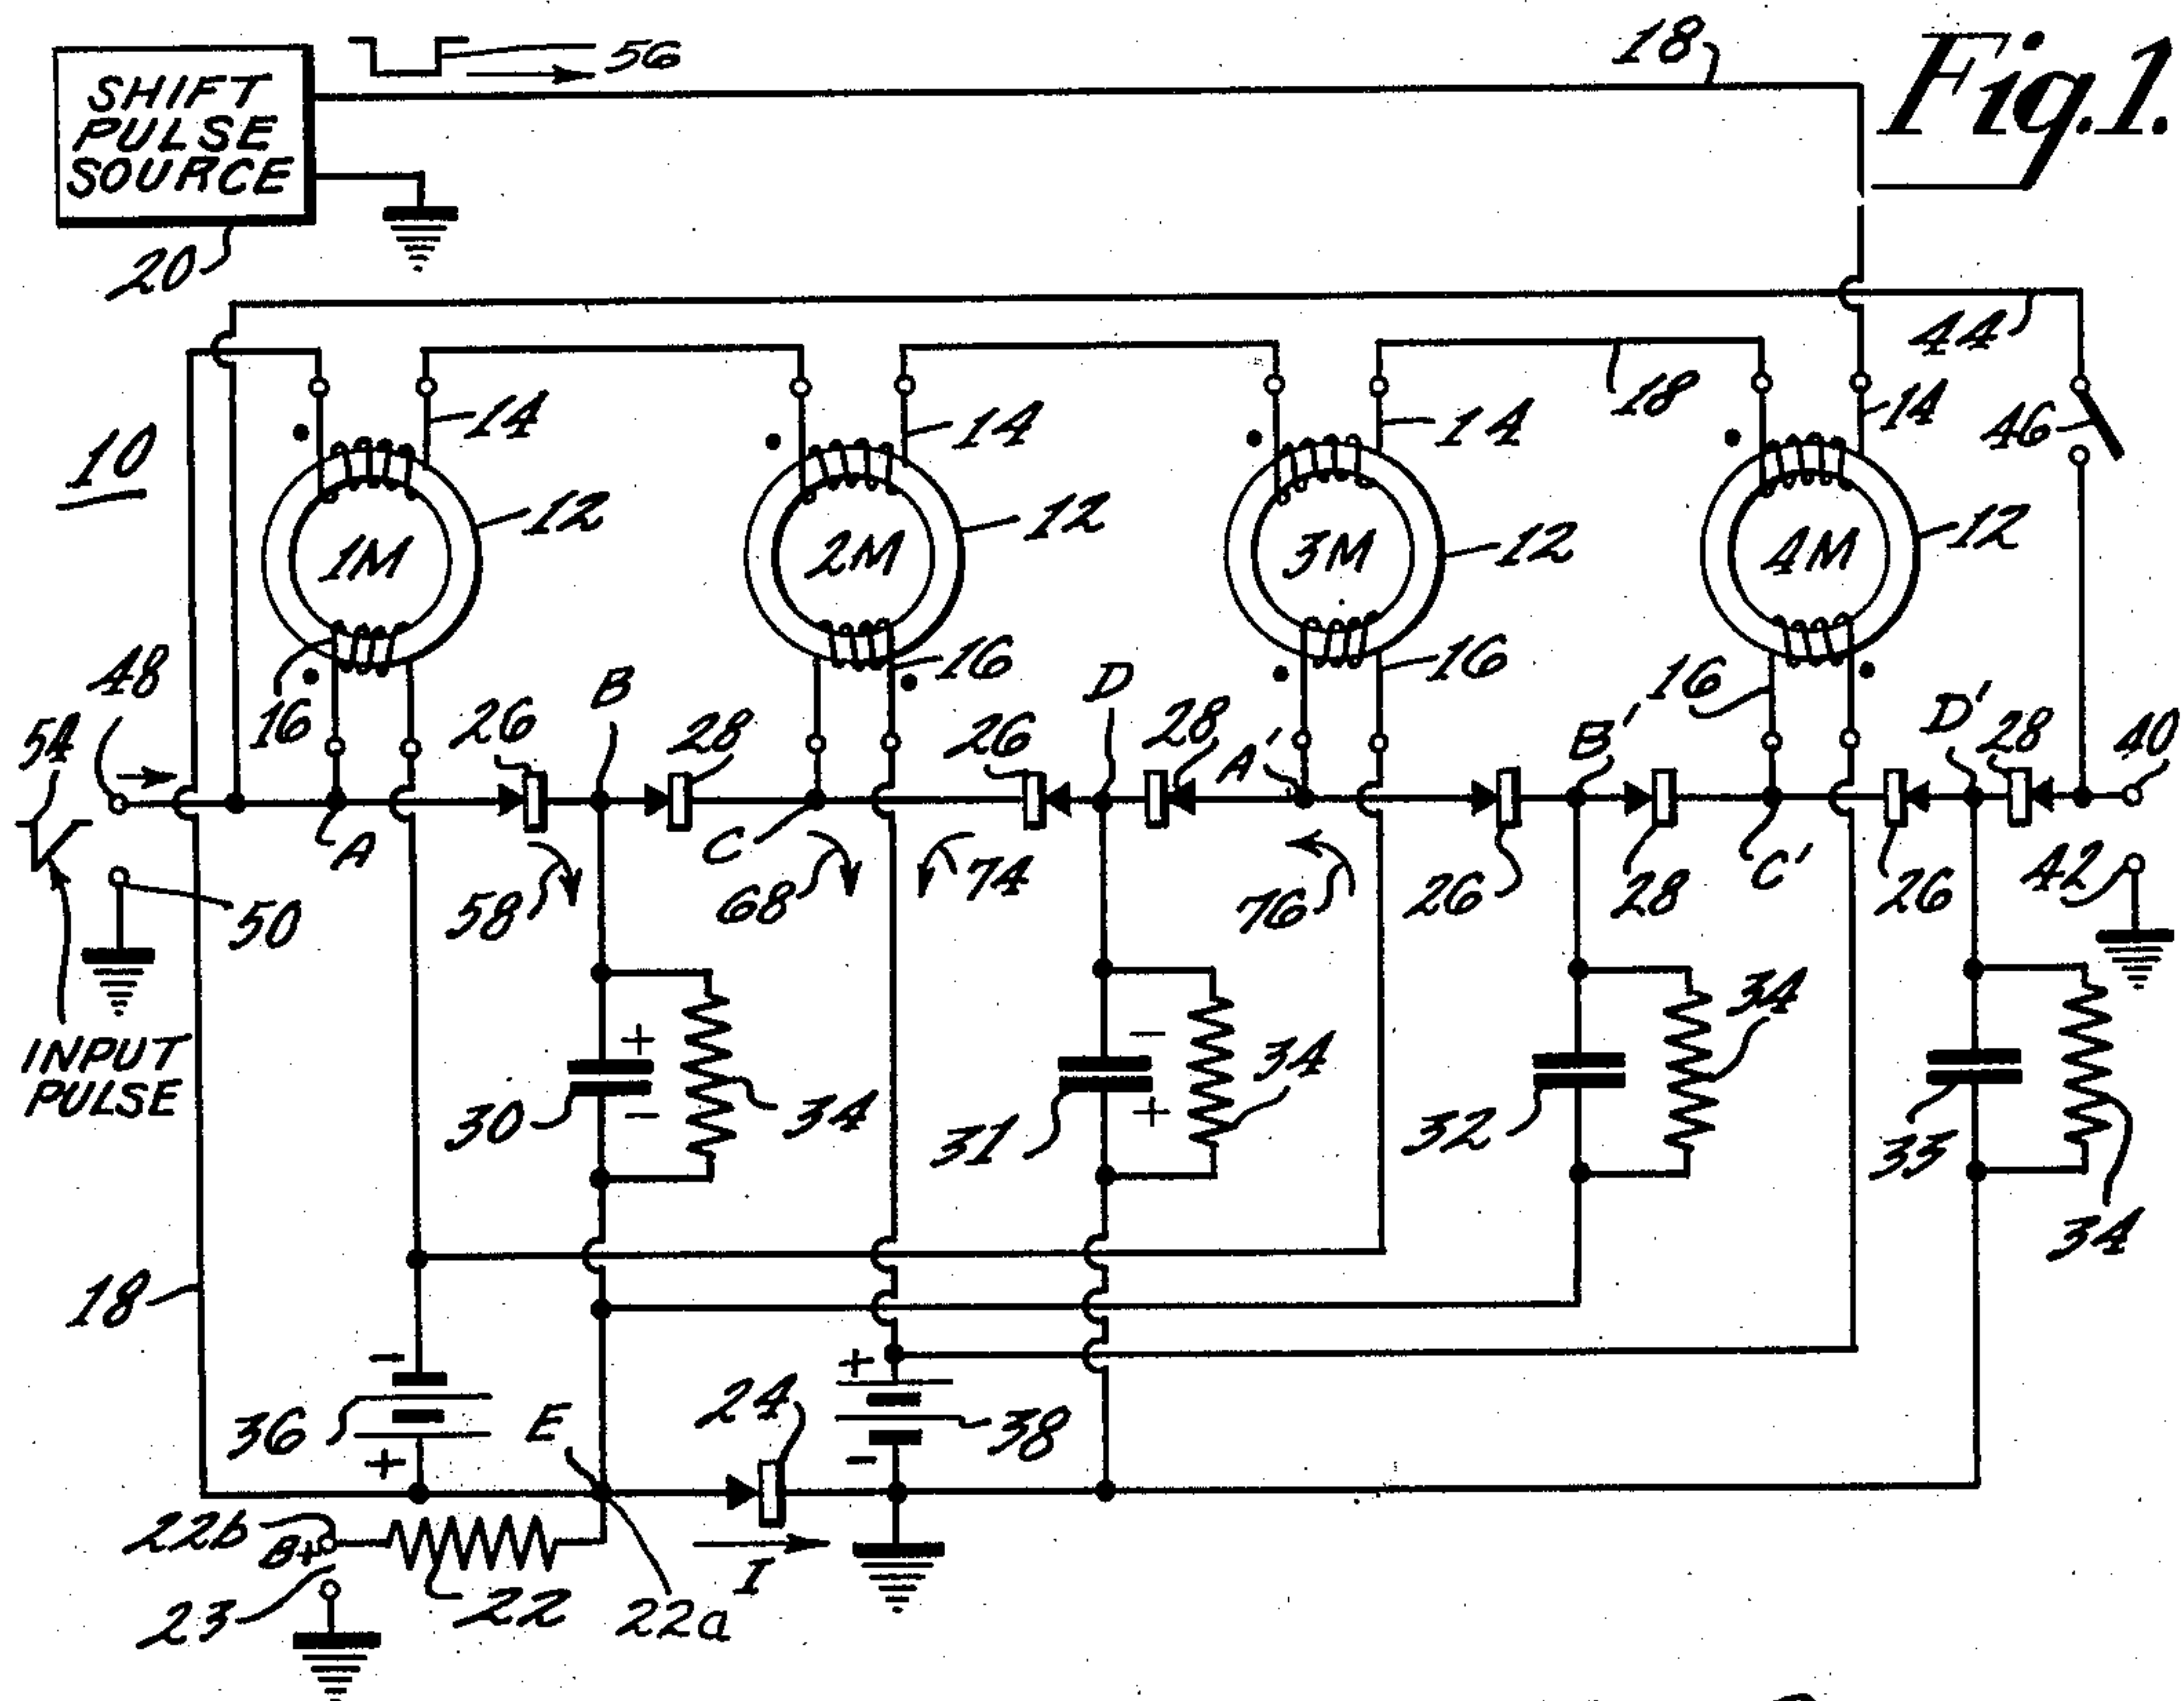 Fig.1.
56
18
SHIFT
PULSE
SOURCE
20
44
10
14
14
14
18
14
46
12
12
12
12
1M
2M
3M
4M
48
16
B
16
D
16
16
D'
54
26
28
26
28
A'
B'
28
40
A
C
C'
58
68
74
76
26
28
26
42
50
INPUT
PULSE
+
-
30
34
-
+
31
34
32
34
33
34
18
-
36
+
E
24
+
38
-
22b
B+
23
22
22a
I